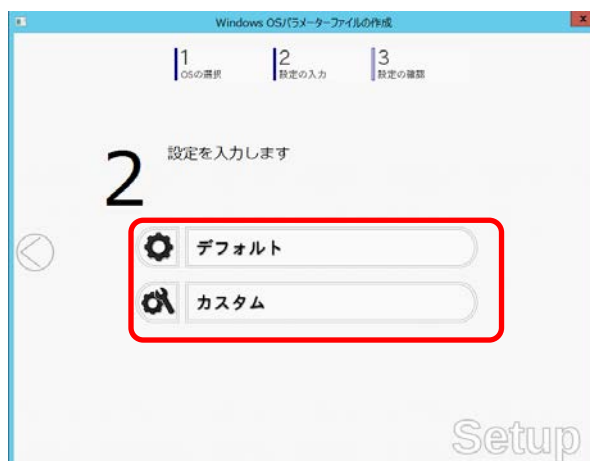 Windows OSパラメーターファイルの作成
x
1
OSの選択
2
設定の入力
3
設定の確認
2
設定を入力します
デフォルト
カスタム
Setup